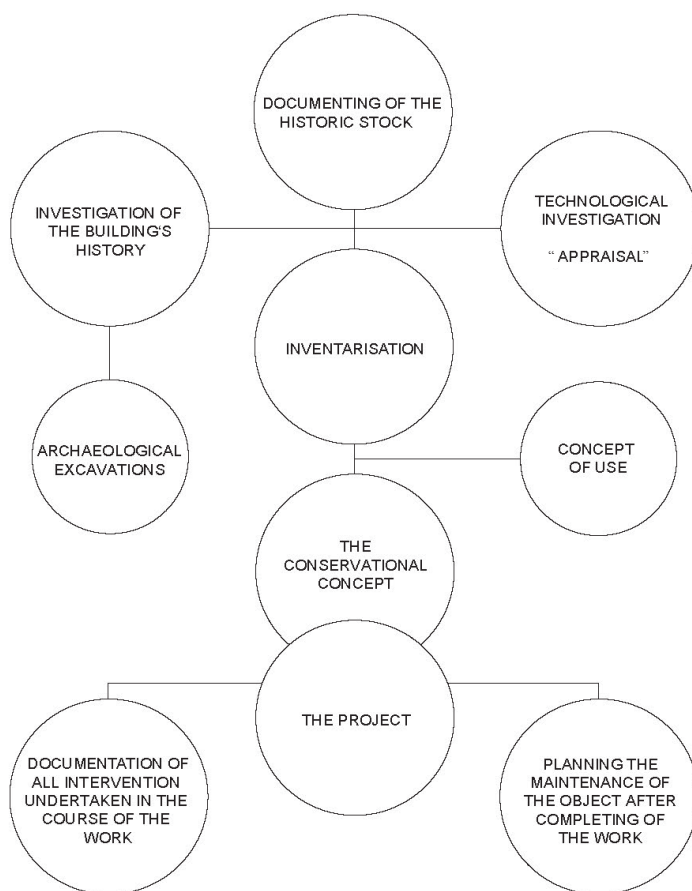 DOCUMENTING OF THE
HISTORIC STOCK
INVESTIGATION OF
THE BUILDING'S
HISTORY
TECHNOLOGICAL
INVESTIGATION
“ APPRAISAL”
INVENTARISATION
ARCHAEOLOGICAL
EXCAVATIONS
CONCEPT
OF USE
THE
CONSERVATIONAL
CONCEPT
THE PROJECT
DOCUMENTATION OF
ALL INTERVENTION
UNDERTAKEN IN THE
COURSE OF THE
WORK
PLANNING THE
MAINTENANCE OF
THE OBJECT AFTER
COMPLETING OF
THE WORK